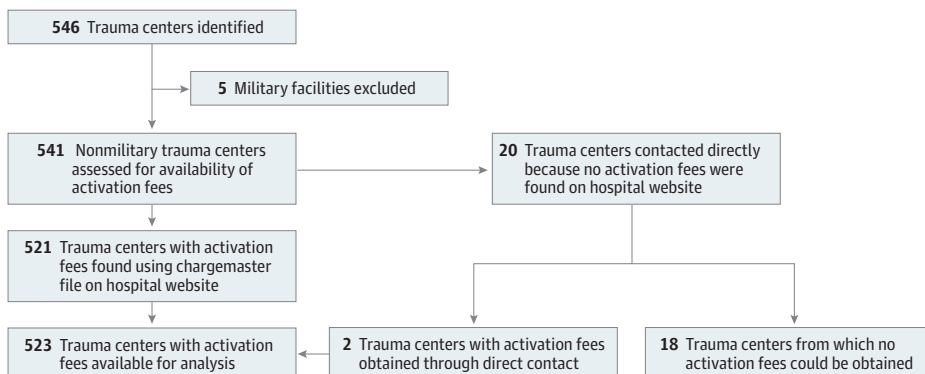 546 Trauma centers identified
5 Military facilities excluded
541 Nonmilitary trauma centers
assessed for availability of
activation fees
20 Trauma centers contacted directly
because no activation fees were
found on hospital website
521 Trauma centers with activation
fees found using chargemaster
file on hospital website
523 Trauma centers with activation
fees available for analysis
2 Trauma centers with activation fees
obtained through direct contact
18 Trauma centers from which no
activation fees could be obtained